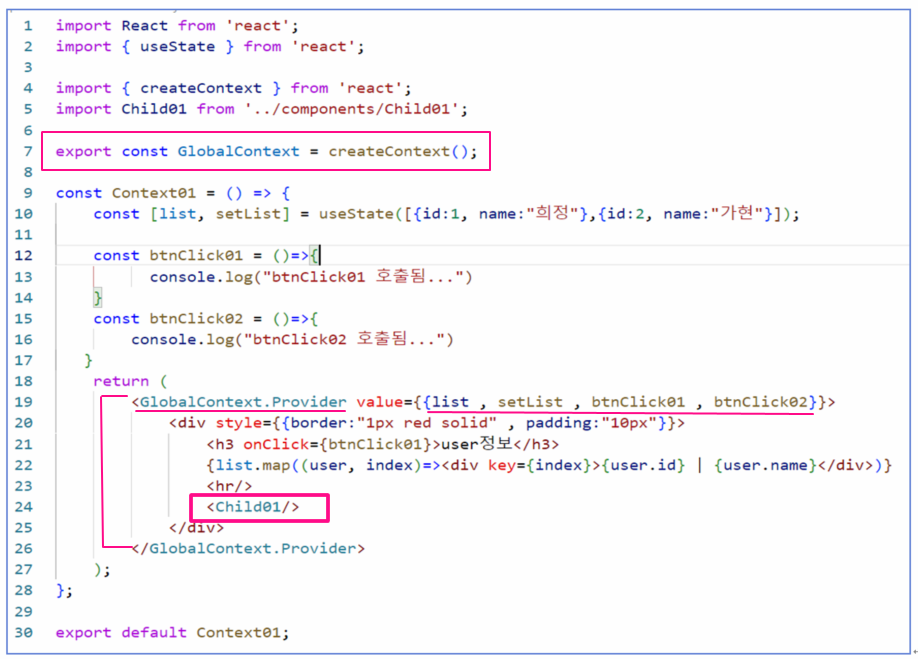 1 import React from 'react';
2 import { useState } from 'react';
3
4 import { createContext } from 'react';
5 import Child01 from '../components/Child01';
6
7 export const GlobalContext = createContext();
8
9 const Context01 = () => {
10     const [list, setList] = useState([{id:1, name:"희정"},{id:2, name:"가현"}]);
11
12     const btnClick01 = ()=>{
13           console.log("btnClick01 호출됨...")
14     }
15     const btnClick02 = ()=>{
16         console.log("btnClick02 호출됨...")
17    }
18     return (
19         <GlobalContext.Provider value={{list , setList , btnClick01 , btnClick02}}>
20             <div style={{border:"1px red solid" , padding:"10px"}}>
21                 <h3 onClick={btnClick01}>user정보</h3>
22                 {list.map((user, index)=><div key={index}>{user.id} | {user.name}</div>)}
23                 <hr/>
24                 <Child01/>
25             </div>
26         </GlobalContext.Provider>
27     );
28 };
29
30 export default Context01;